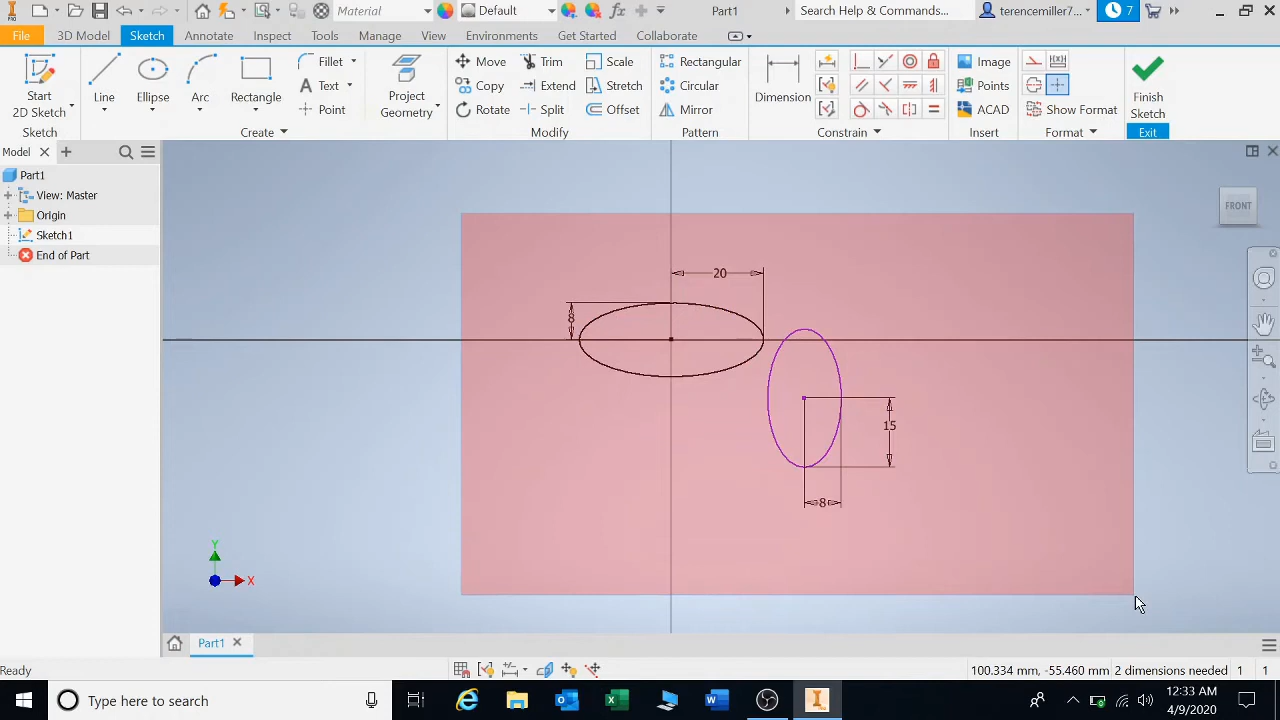 Material
Default
Part1
Search Help & Commands...
terencemiller7...
7
File
3D Model
Sketch
Annotate
Inspect
Tools
Manage
View
Environments
Get Started
Collaborate
Start
2D Sketch
Sketch
Line
Ellipse
Arc
Rectangle
Fillet
Text
Point
Create
Project
Geometry
Move
Copy
Rotate
Trim
Extend
Split
Scale
Stretch
Offset
Modify
Rectangular
Circular
Mirror
Pattern
Dimension
Constrain
Image
Points
ACAD
Insert
Show Format
Format
Finish
Sketch
Exit
Model
Part1
View: Master
Origin
Sketch1
End of Part
FRONT
20
8
15
8
Y
X
Part1
Ready
100.334 mm, -55.460 mm
2 dimensions needed
1
1
Type here to search
12:33 AM
4/9/2020